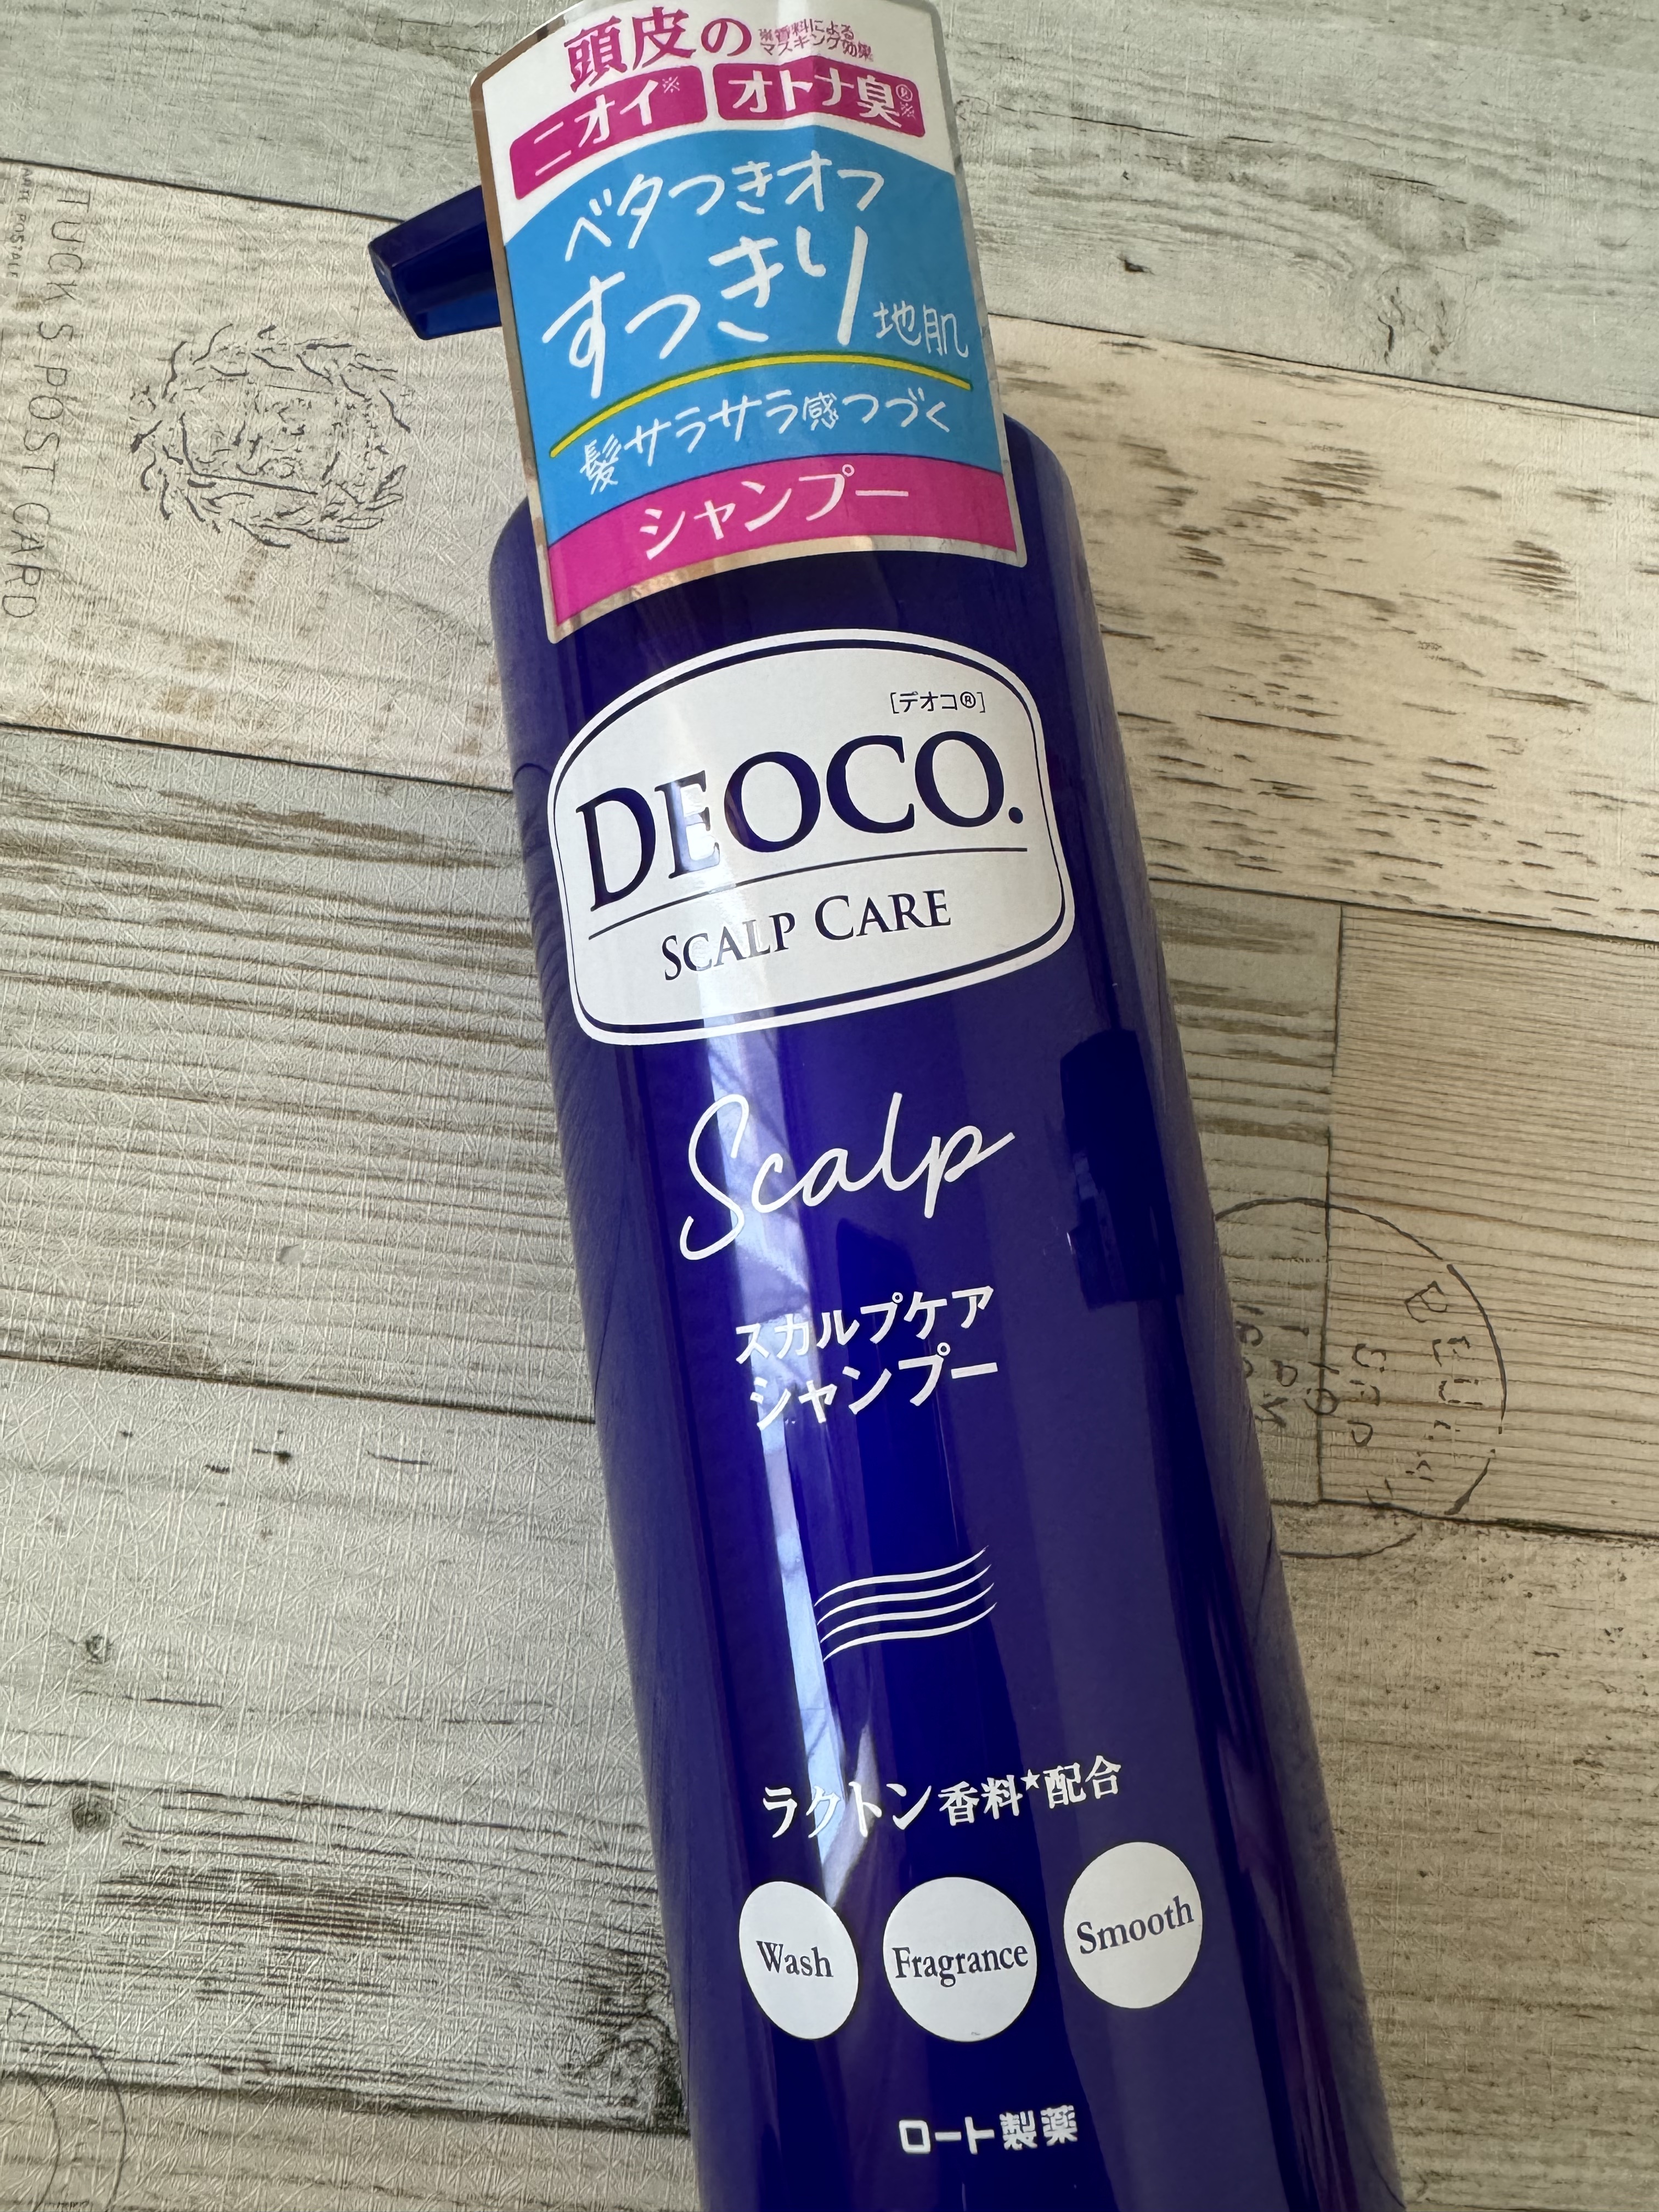 頭皮の ※香料による
マスキング効果
ニオイ※ オトナ臭®※
ベタつきオフ
すっきり地肌
髪サラサラ感つづく
シャンプー
[デオコ®]
DEOCO.
SCALP CARE
Scalp
スカルプケア
シャンプー
ラクトン香料★配合
Wash Fragrance Smooth
ロート製薬
TUCK'S POST CARD